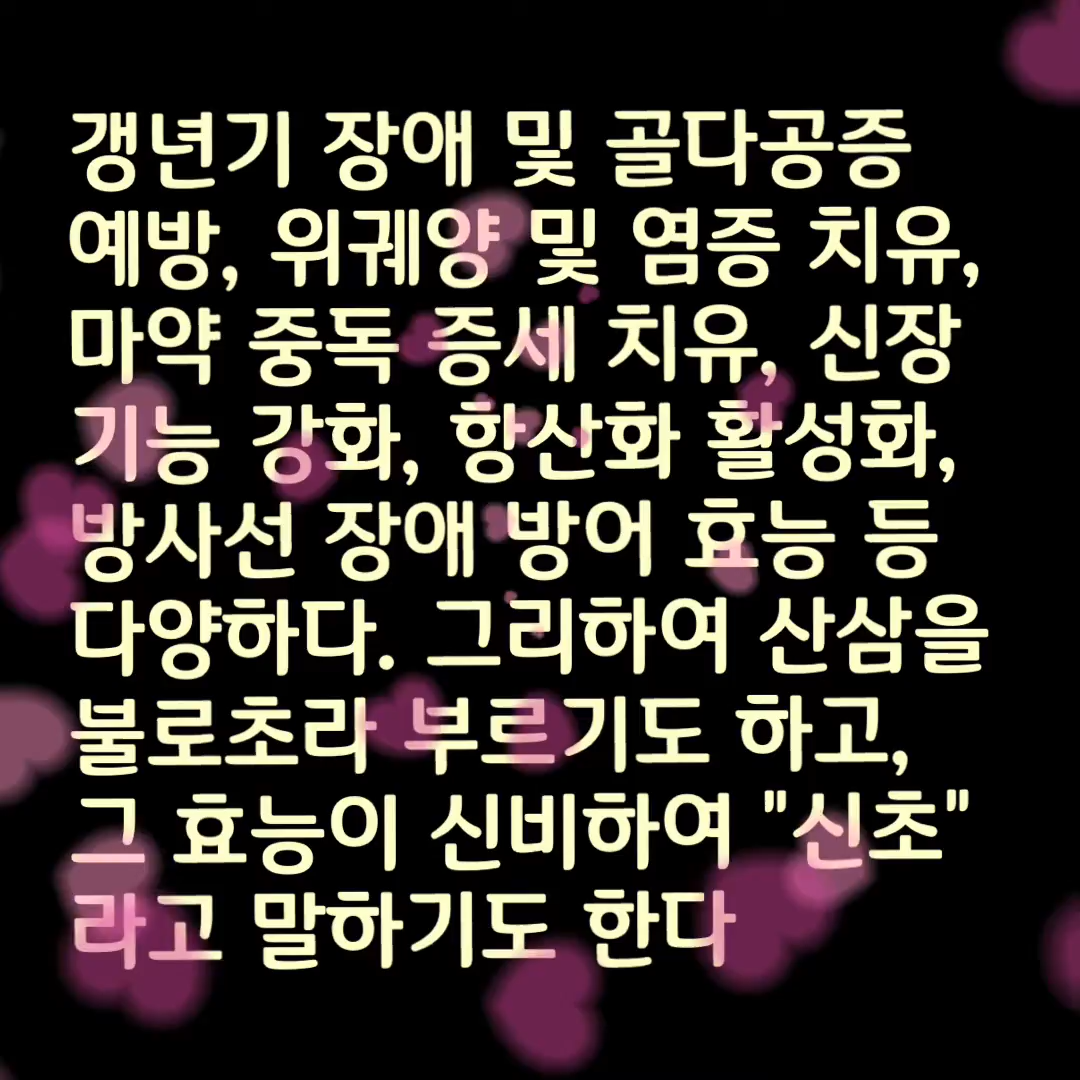 갱년기 장애 및 골다공증
예방, 위궤양 및 염증 치유,
마약 중독 증세 치유, 신장
기능 강화, 항산화 활성화,
방사선 장애 방어 효능 등
다양하다. 그리하여 산삼을
불로초라 부르기도 하고,
그 효능이 신비하여 "신초"
라고 말하기도 한다